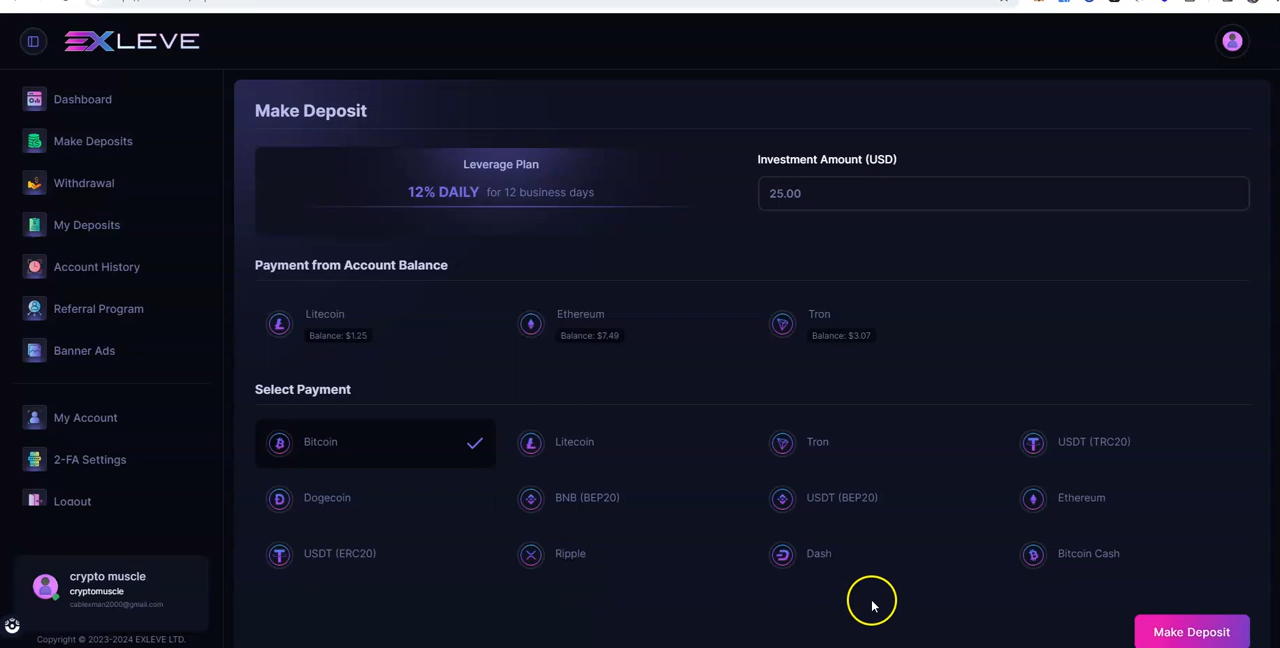 EXLEVE
Dashboard
Make Deposits
Withdrawal
My Deposits
Account History
Referral Program
Banner Ads
My Account
2-FA Settings
Logout
crypto muscle
cryptomuscle
cablexman2000@gmail.com
Copyright © 2023-2024 EXLEVE LTD.
Make Deposit
Leverage Plan
12% DAILY for 12 business days
Investment Amount (USD)
25.00
Payment from Account Balance
Litecoin
Balance: $1.25
Ethereum
Balance: $7.49
Tron
Balance: $3.07
Select Payment
Bitcoin
Litecoin
Tron
USDT (TRC20)
Dogecoin
BNB (BEP20)
USDT (BEP20)
Ethereum
USDT (ERC20)
Ripple
Dash
Bitcoin Cash
Make Deposit